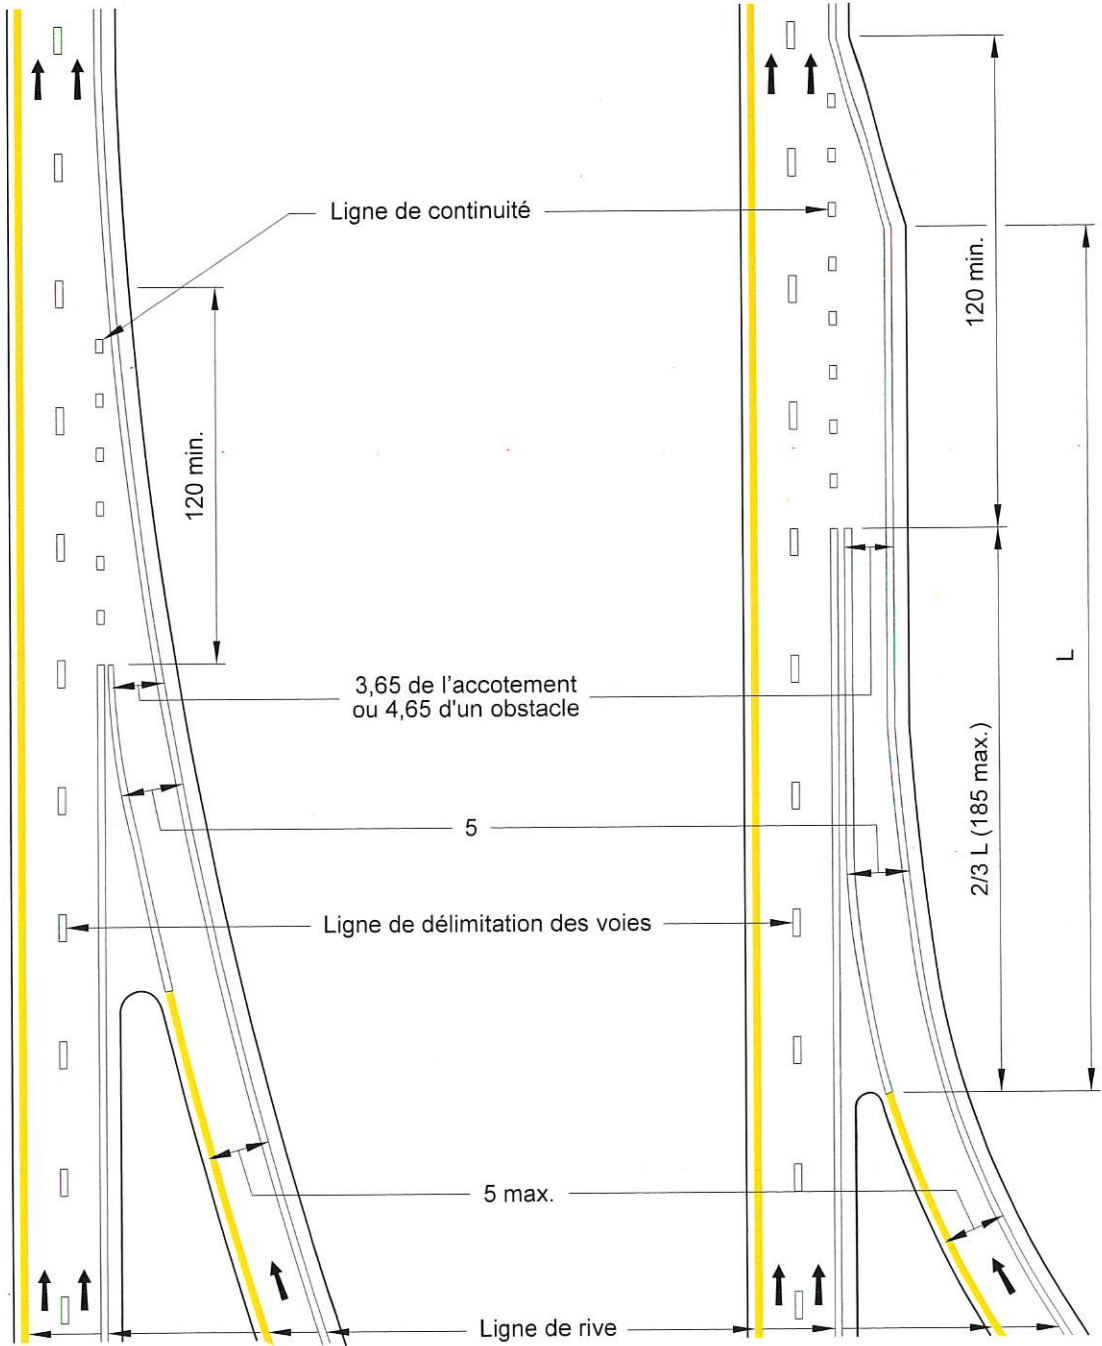 Ligne de continuité
120 min.
120 min.
L
3,65 de l'accotement
ou 4,65 d'un obstacle
2/3 L (185 max.)
5
Ligne de délimitation des voies
5 max.
Ligne de rive